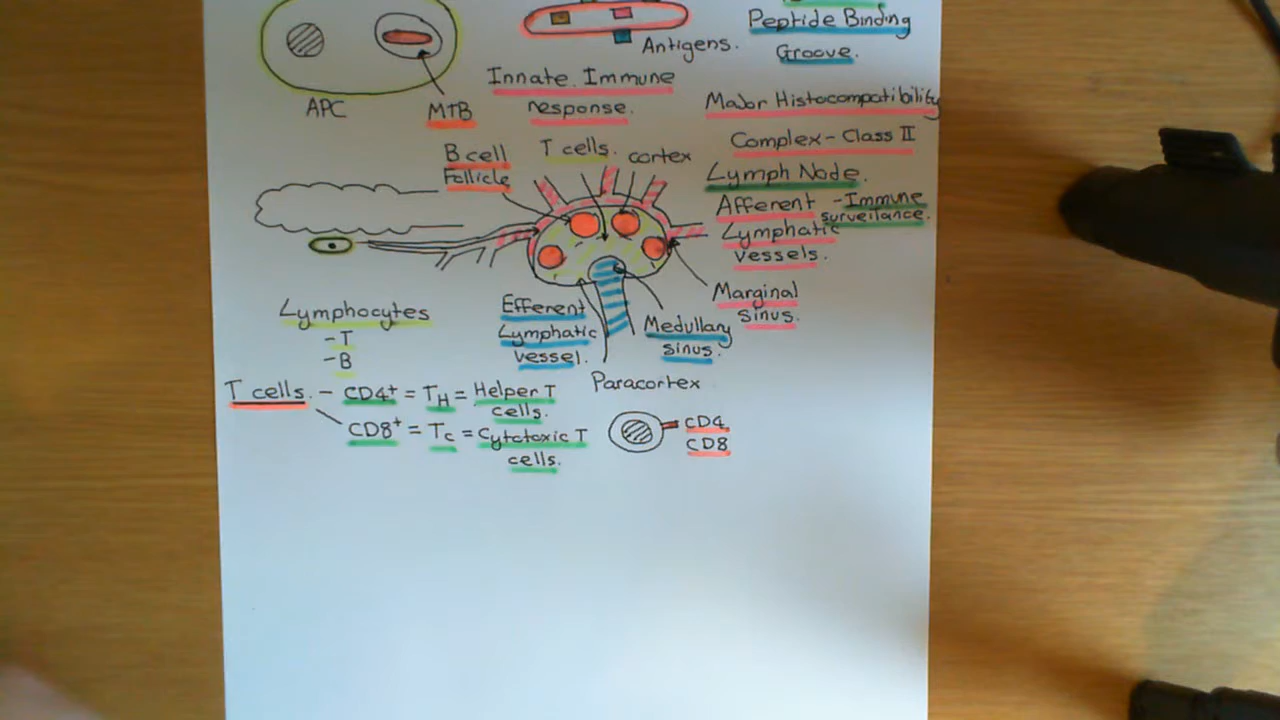 Peptide Binding
Groove.
Antigens.
APC
MTB
Innate Immune
response.
Major Histocompatibility
Complex - Class II
B cell
Follicle
T cells.
cortex
Lymph Node.
Afferent - Immune
surveilance.
Lymphatic
vessels.
Marginal
sinus.
Lymphocytes
- T
- B
Efferent
Lymphatic
vessel.
Medullary
sinus.
Paracortex
T cells. - CD4+ = TH = Helper T
cells.
CD8+ = Tc = Cytotoxic T
cells.
CD4
CD8